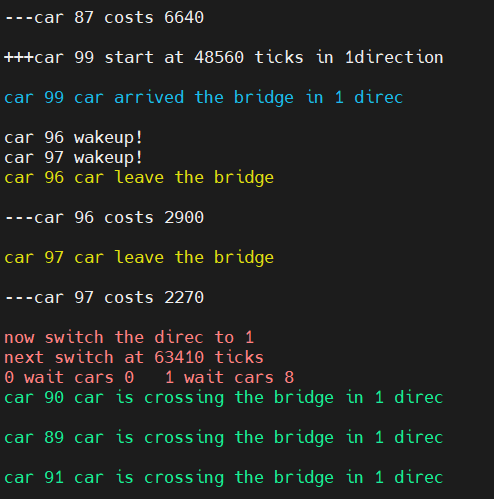 ---car 87 costs 6640
+++car 99 start at 48560 ticks in 1direction
car 99 car arrived the bridge in 1 direc
car 96 wakeup!
car 97 wakeup!
car 96 car leave the bridge
---car 96 costs 2900
car 97 car leave the bridge
---car 97 costs 2270
now switch the direc to 1
next switch at 63410 ticks
0 wait cars 0   1 wait cars 8
car 90 car is crossing the bridge in 1 direc
car 89 car is crossing the bridge in 1 direc
car 91 car is crossing the bridge in 1 direc